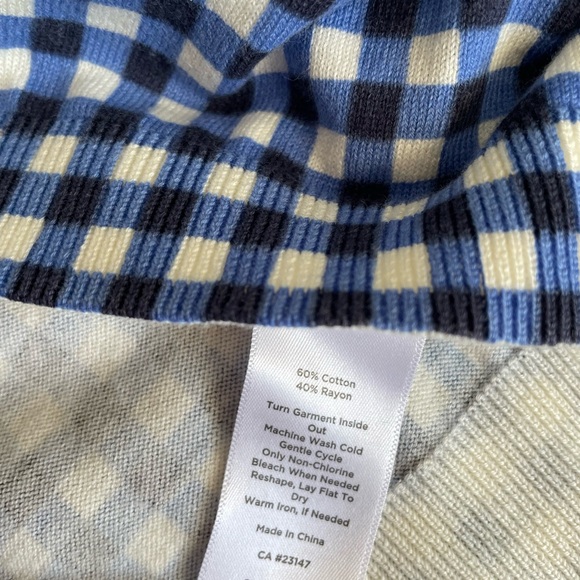 60% Cotton
40% Rayon
Turn Garment Inside
Out
Machine Wash Cold
Gentle Cycle
Only Non-Chlorine
Bleach When Needed
Reshape, Lay Flat To
Dry
Warm Iron, if Needed
Made in China
CA #23147